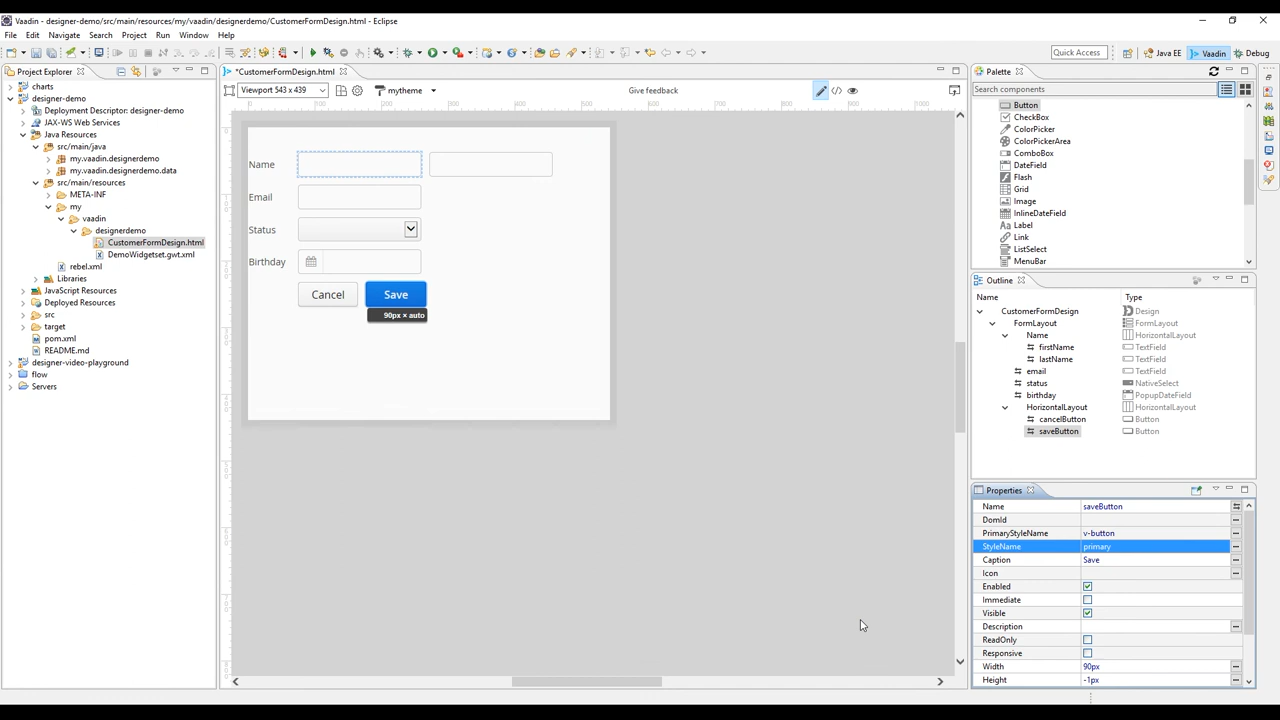 Vaadin - designer-demo/src/main/resources/my/vaadin/designerdemo/CustomerFormDesign.html - Eclipse
File Edit Navigate Search Project Run Window Help
Quick Access
Java EE
Vaadin
Debug
Project Explorer
charts
designer-demo
Deployment Descriptor: designer-demo
JAX-WS Web Services
Java Resources
src/main/java
my.vaadin.designerdemo
my.vaadin.designerdemo.data
src/main/resources
META-INF
my
vaadin
designerdemo
CustomerFormDesign.html
DemoWidgetset.gwt.xml
rebel.xml
Libraries
JavaScript Resources
Deployed Resources
src
target
pom.xml
README.md
designer-video-playground
flow
Servers
*CustomerFormDesign.html
Viewport 543 x 439
mytheme
Give feedback
Name
Email
Status
Birthday
Cancel
Save
90px × auto
Palette
Search components
Button
CheckBox
ColorPicker
ColorPickerArea
ComboBox
DateField
Flash
Grid
Image
InlineDateField
Label
Link
ListSelect
MenuBar
Outline
Name Type
CustomerFormDesign Design
FormLayout FormLayout
Name HorizontalLayout
firstName TextField
lastName TextField
email TextField
status NativeSelect
birthday PopupDateField
HorizontalLayout HorizontalLayout
cancelButton Button
saveButton Button
Properties
Name saveButton
DomId
PrimaryStyleName v-button
StyleName primary
Caption Save
Icon
Enabled
Immediate
Visible
Description
ReadOnly
Responsive
Width 90px
Height -1px